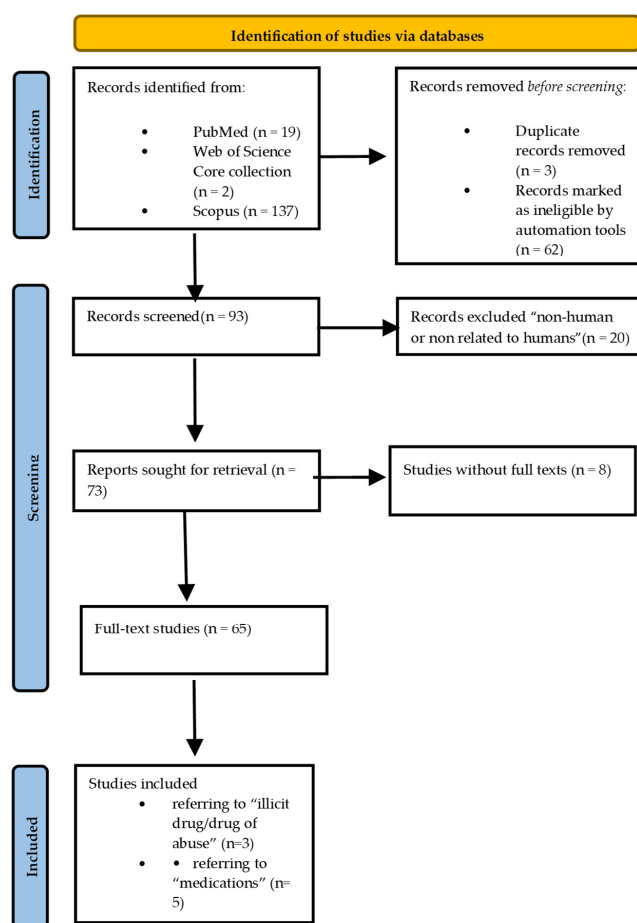 Identification of studies via databases
Identification
Records identified from:
• PubMed (n = 19)
• Web of Science
Core collection
(n = 2)
• Scopus (n = 137)
Records removed before screening:
• Duplicate
records removed
(n = 3)
• Records marked
as ineligible by
automation tools
(n = 62)
Screening
Records screened(n = 93)
Records excluded “non-human
or non related to humans”(n = 20)
Reports sought for retrieval (n =
73)
Studies without full texts (n = 8)
Full-text studies (n = 65)
Included
Studies included
• referring to “illicit
drug/drug of
abuse” (n=3)
• • referring to
“medications” (n=
5)